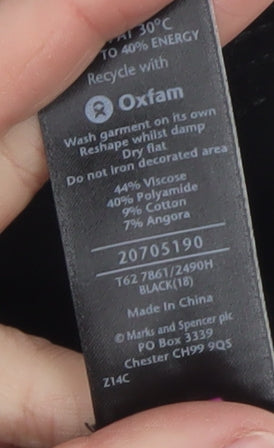 AT 30°C
TO 40% ENERGY
Recycle with
Oxfam
Wash garment on its own
Reshape whilst damp
Dry flat
Do not iron decorated area
44% Viscose
40% Polyamide
9% Cotton
7% Angora
20705190
T62 7861/2490H
BLACK(18)
Made In China
© Marks and Spencer plc
PO Box 3339
Chester CH99 9QS
Z14C